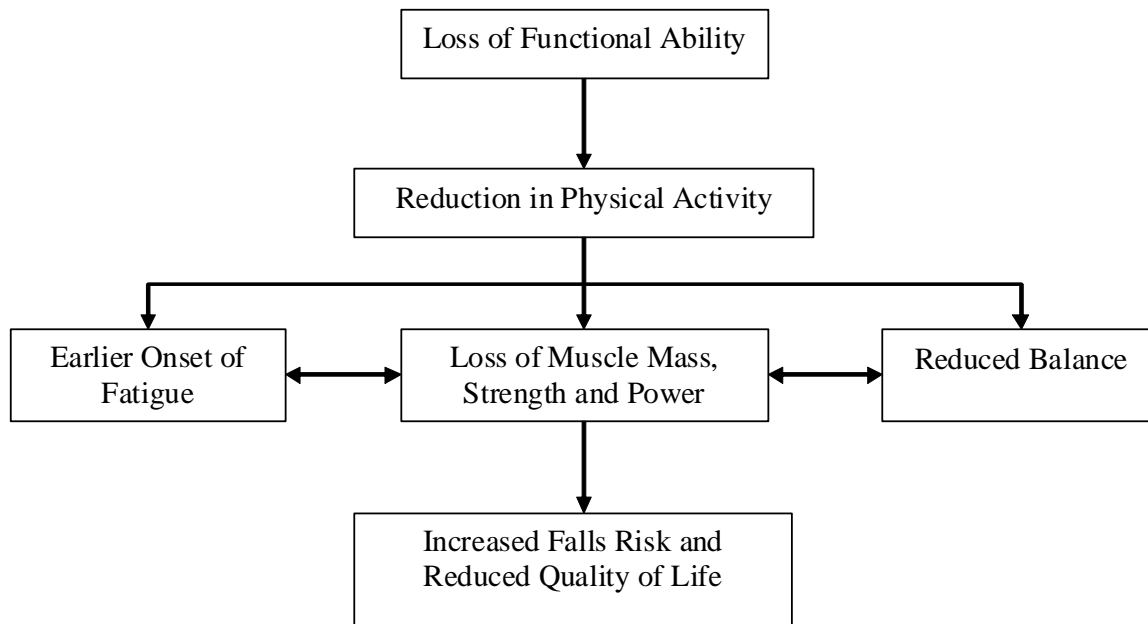 Loss of Functional Ability
Reduction in Physical Activity
Earlier Onset of
Fatigue
Loss of Muscle Mass,
Strength and Power
Reduced Balance
Increased Falls Risk and
Reduced Quality of Life